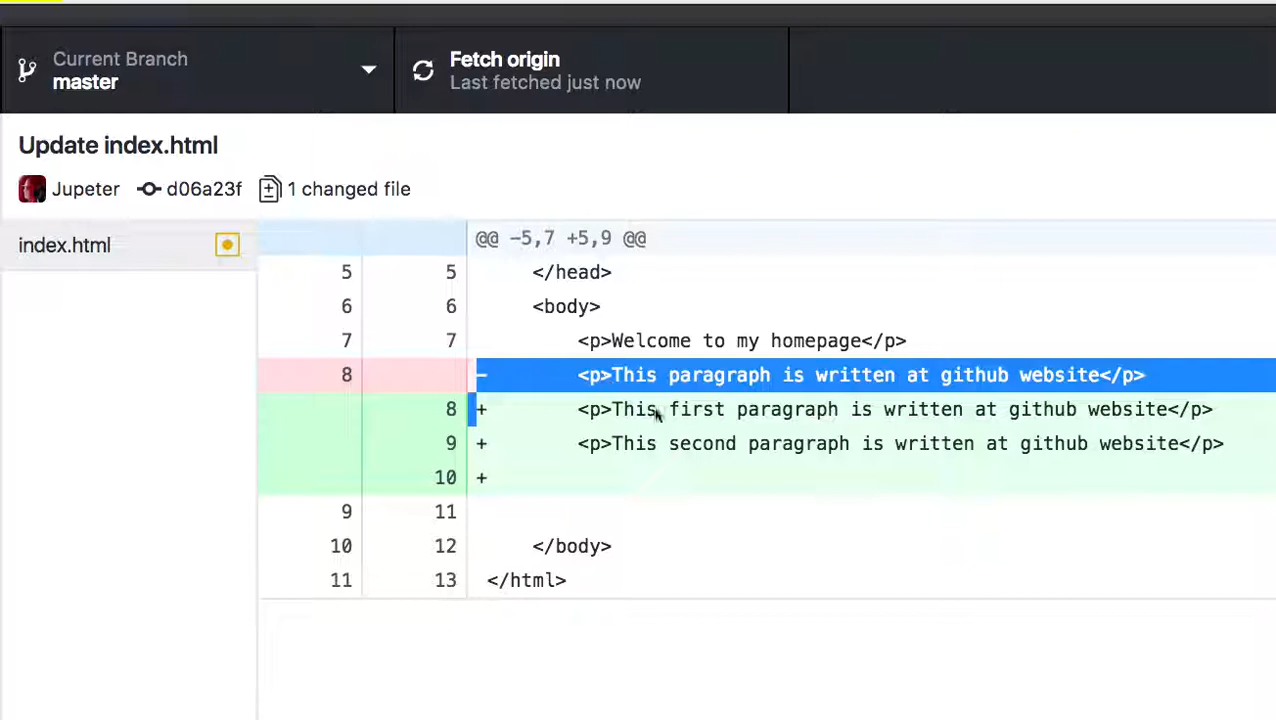 Current Branch
master
Fetch origin
Last fetched just now
Update index.html
Jupeter d06a23f 1 changed file
index.html
@@ -5,7 +5,9 @@
5 5 </head>
6 6 <body>
7 7 <p>Welcome to my homepage</p>
8 - <p>This paragraph is written at github website</p>
8 + <p>This first paragraph is written at github website</p>
9 + <p>This second paragraph is written at github website</p>
10 +
9 11
10 12 </body>
11 13 </html>